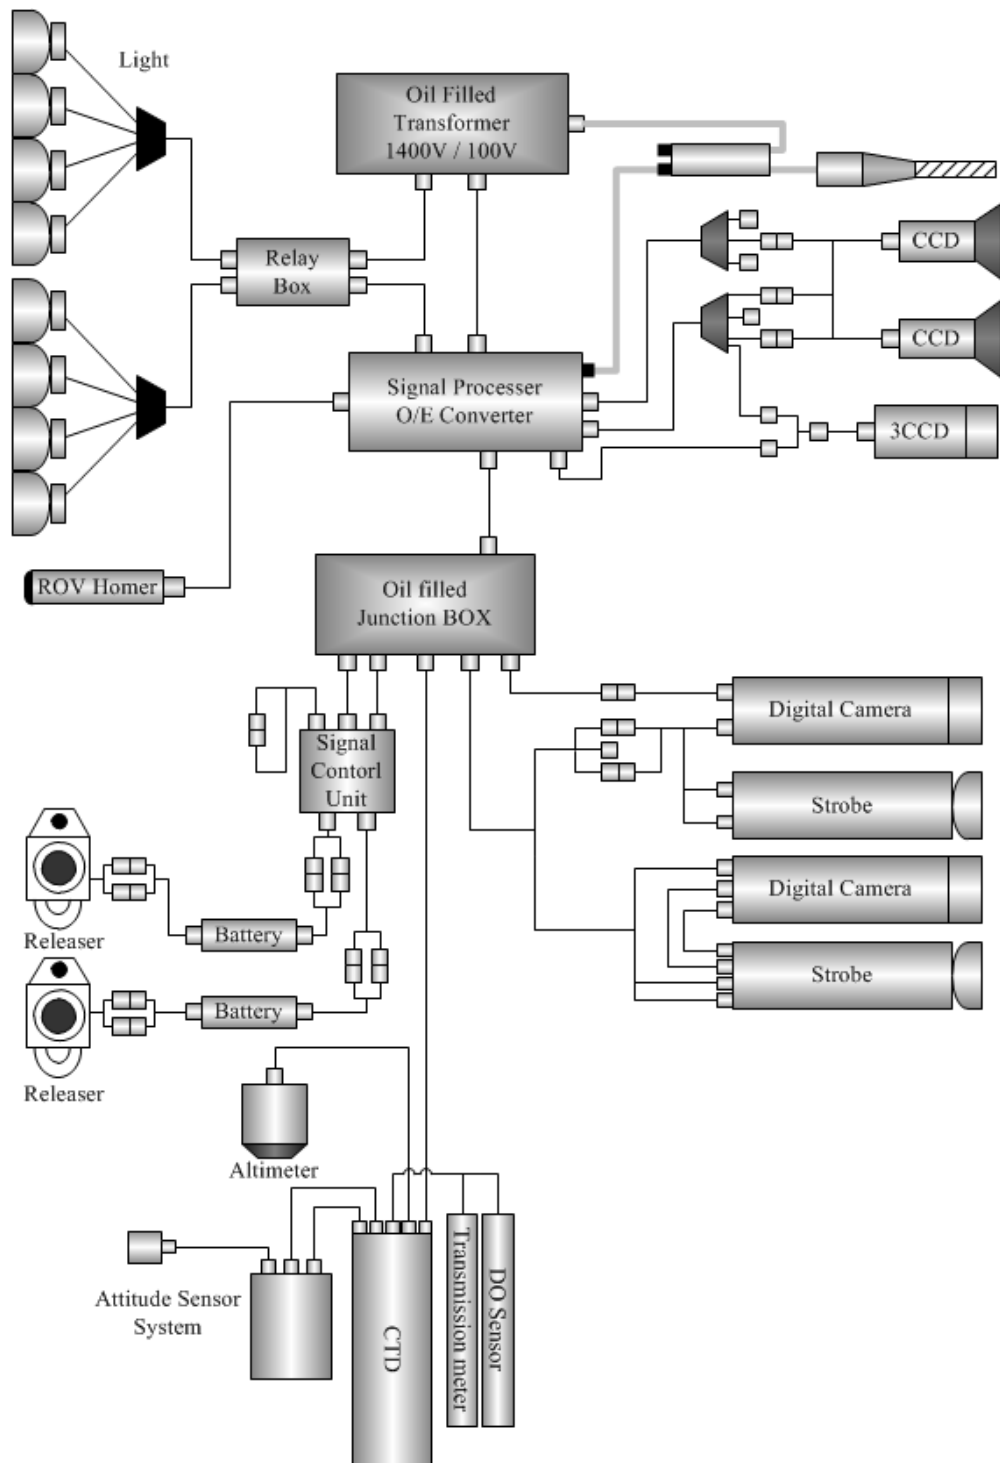 Light
Oil Filled
Transformer
1400V / 100V
Relay
Box
CCD
CCD
Signal Processer
O/E Converter
3CCD
ROV Homer
Oil filled
Junction BOX
Digital Camera
Signal
Contorl
Unit
Strobe
Digital Camera
Releaser
Battery
Strobe
Battery
Releaser
Altimeter
Attitude Sensor
System
CTD
Transmission meter
DO Sensor